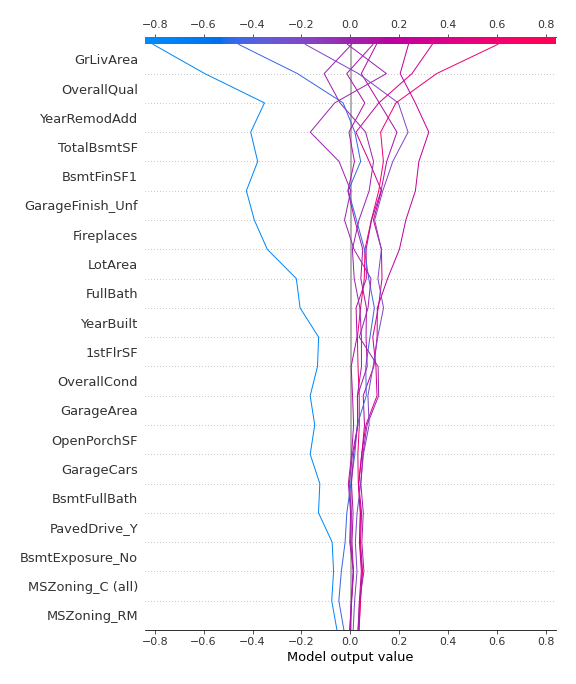 −0.8 −0.6 −0.4 −0.2 0.0 0.2 0.4 0.6 0.8
GrLivArea
OverallQual
YearRemodAdd
TotalBsmtSF
BsmtFinSF1
GarageFinish_Unf
Fireplaces
LotArea
FullBath
YearBuilt
1stFlrSF
OverallCond
GarageArea
OpenPorchSF
GarageCars
BsmtFullBath
PavedDrive_Y
BsmtExposure_No
MSZoning_C (all)
MSZoning_RM
−0.8 −0.6 −0.4 −0.2 0.0 0.2 0.4 0.6 0.8
Model output value